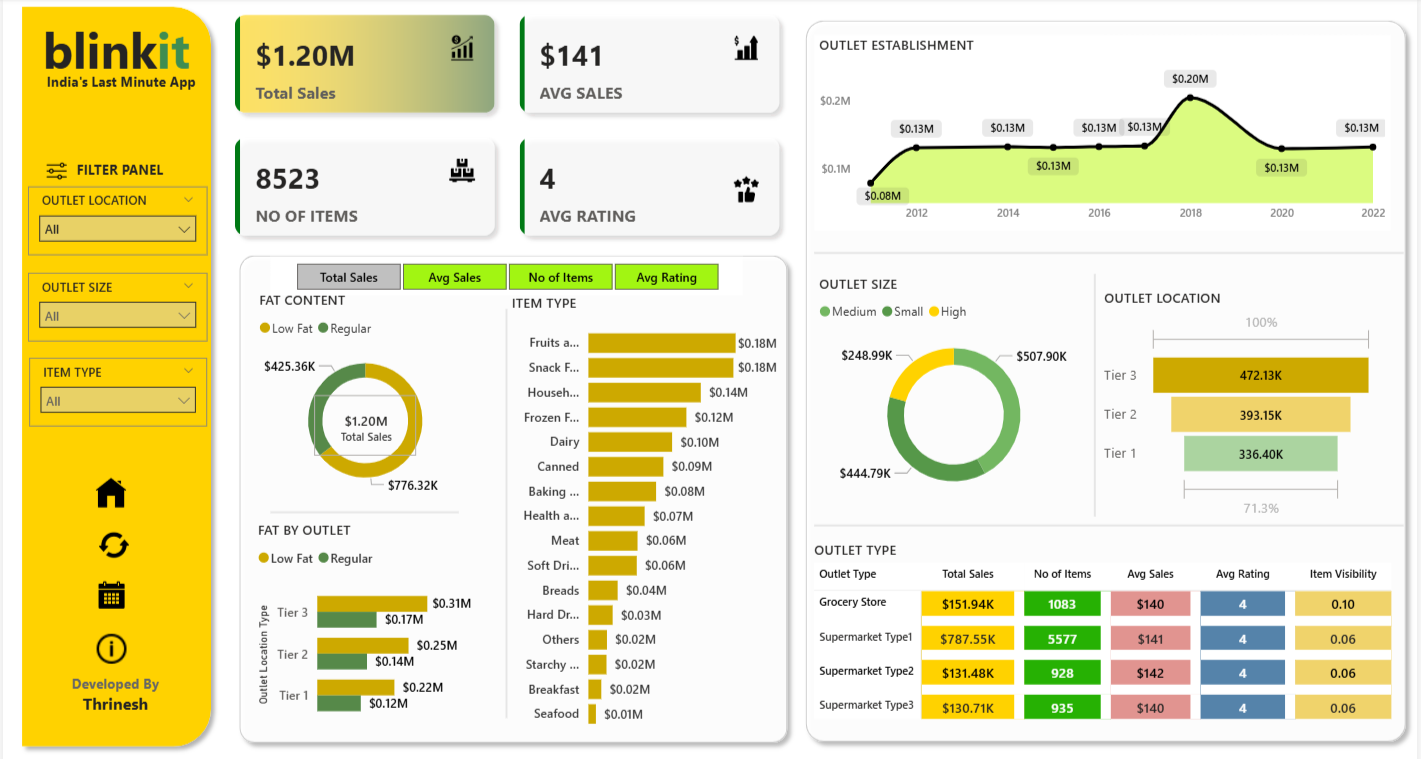 blinkit
India's Last Minute App
FILTER PANEL
OUTLET LOCATION
All
OUTLET SIZE
All
ITEM TYPE
All
Developed By
Thrinesh
$1.20M
Total Sales
$141
AVG SALES
8523
NO OF ITEMS
4
AVG RATING
Total Sales Avg Sales No of Items Avg Rating
FAT CONTENT
Low Fat Regular
$425.36K
$1.20M
Total Sales
$776.32K
FAT BY OUTLET
Low Fat Regular
Outlet Location Type
Tier 3 $0.31M
$0.17M
Tier 2 $0.25M
$0.14M
Tier 1 $0.22M
$0.12M
ITEM TYPE
Fruits a... $0.18M
Snack F... $0.18M
Househ... $0.14M
Frozen F... $0.12M
Dairy $0.10M
Canned $0.09M
Baking ... $0.08M
Health a... $0.07M
Meat $0.06M
Soft Dri... $0.06M
Breads $0.04M
Hard Dr... $0.03M
Others $0.02M
Starchy ... $0.02M
Breakfast $0.02M
Seafood $0.01M
OUTLET ESTABLISHMENT
$0.2M
$0.1M
$0.08M
$0.13M
$0.13M
$0.13M
$0.13M
$0.13M
$0.20M
$0.13M
$0.13M
2012 2014 2016 2018 2020 2022
OUTLET SIZE
Medium Small High
$248.99K
$507.90K
$444.79K
OUTLET LOCATION
100%
Tier 3 472.13K
Tier 2 393.15K
Tier 1 336.40K
71.3%
OUTLET TYPE
Outlet Type Total Sales No of Items Avg Sales Avg Rating Item Visibility
Grocery Store $151.94K 1083 $140 4 0.10
Supermarket Type1 $787.55K 5577 $141 4 0.06
Supermarket Type2 $131.48K 928 $142 4 0.06
Supermarket Type3 $130.71K 935 $140 4 0.06